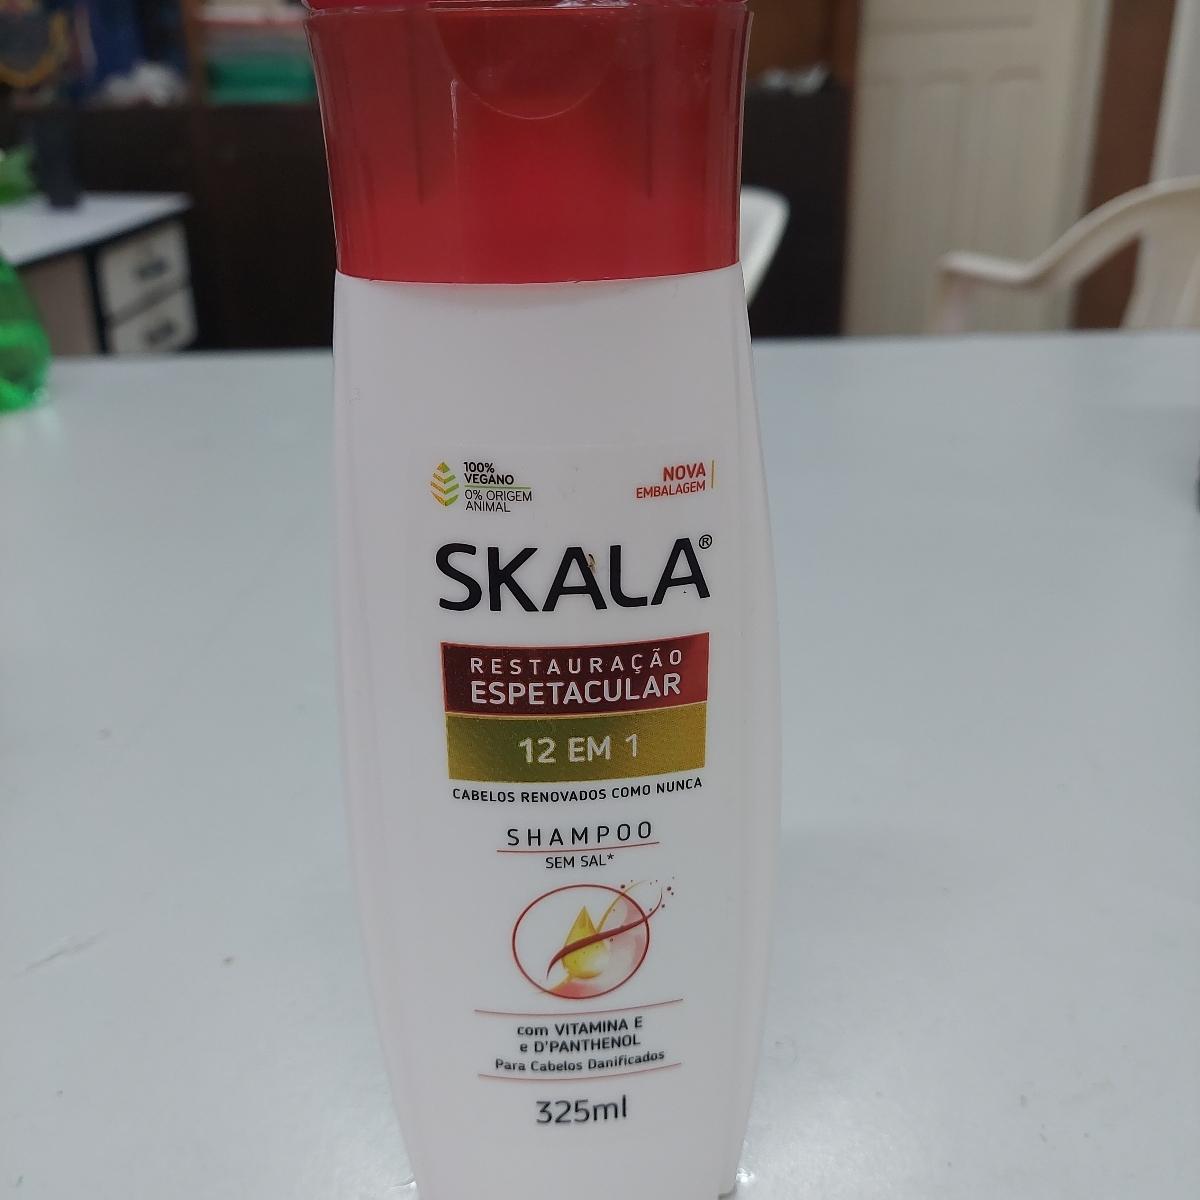 100%
VEGANO
0% ORIGEM
ANIMAL
NOVA
EMBALAGEM
SKALA®
RESTAURAÇÃO
ESPETACULAR
12 EM 1
CABELOS RENOVADOS COMO NUNCA
SHAMPOO
SEM SAL*
com VITAMINA E
e D'PANTHENOL
Para Cabelos Danificados
325ml